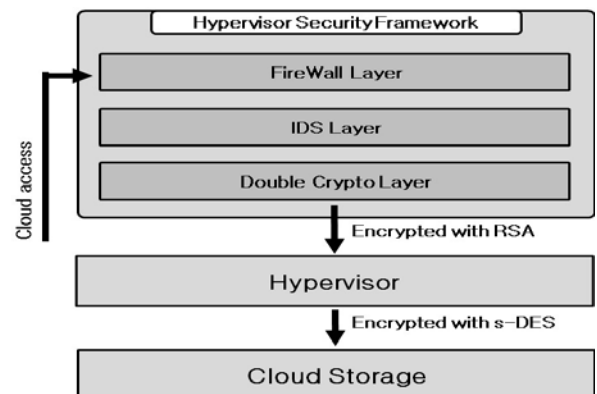 Hypervisor Security Framework
FireWall Layer
IDS Layer
Double Crypto Layer
Cloud access
Encrypted with RSA
Hypervisor
Encrypted with s-DES
Cloud Storage